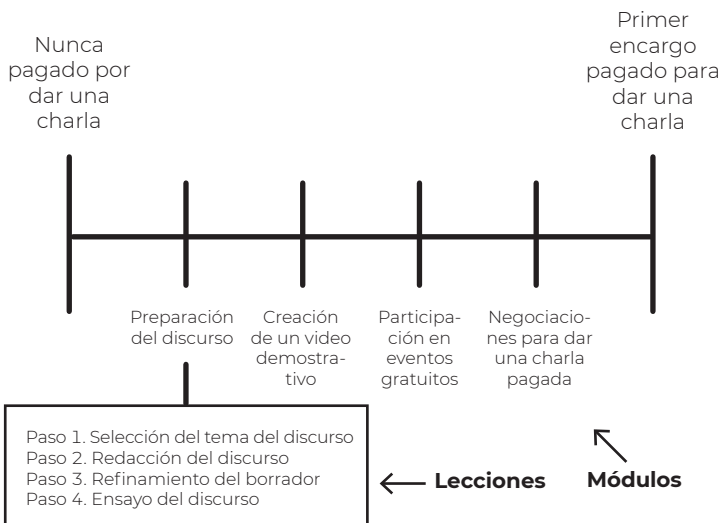 Nunca
pagado por
dar una
charla
Primer
encargo
pagado para
dar una
charla
Preparación
del discurso
Creación
de un video
demostra-
tivo
Participa-
ción en
eventos
gratuitos
Negociacio-
nes para dar
una charla
pagada
Paso 1. Selección del tema del discurso
Paso 2. Redacción del discurso
Paso 3. Refinamiento del borrador
Paso 4. Ensayo del discurso
Lecciones
Módulos